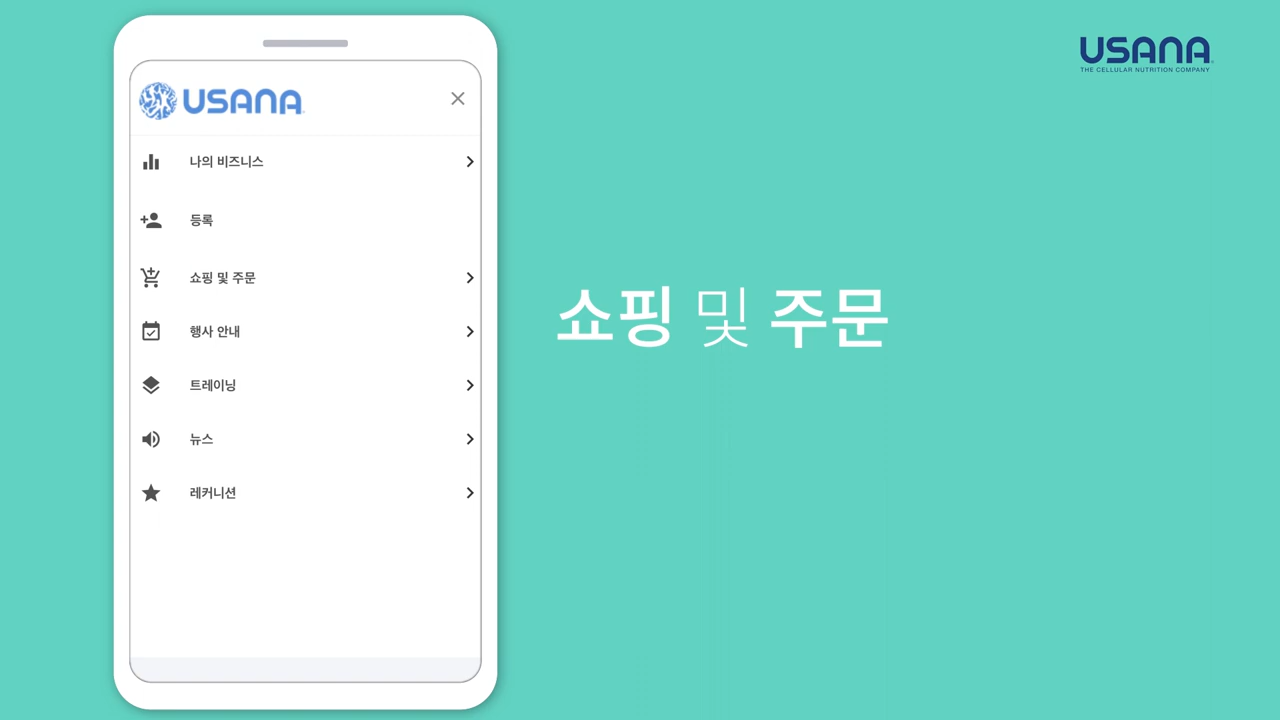 USANA
나의 비즈니스
등록
쇼핑 및 주문
행사 안내
트레이닝
뉴스
레커니션
쇼핑 및 주문
USANA
THE CELLULAR NUTRITION COMPANY